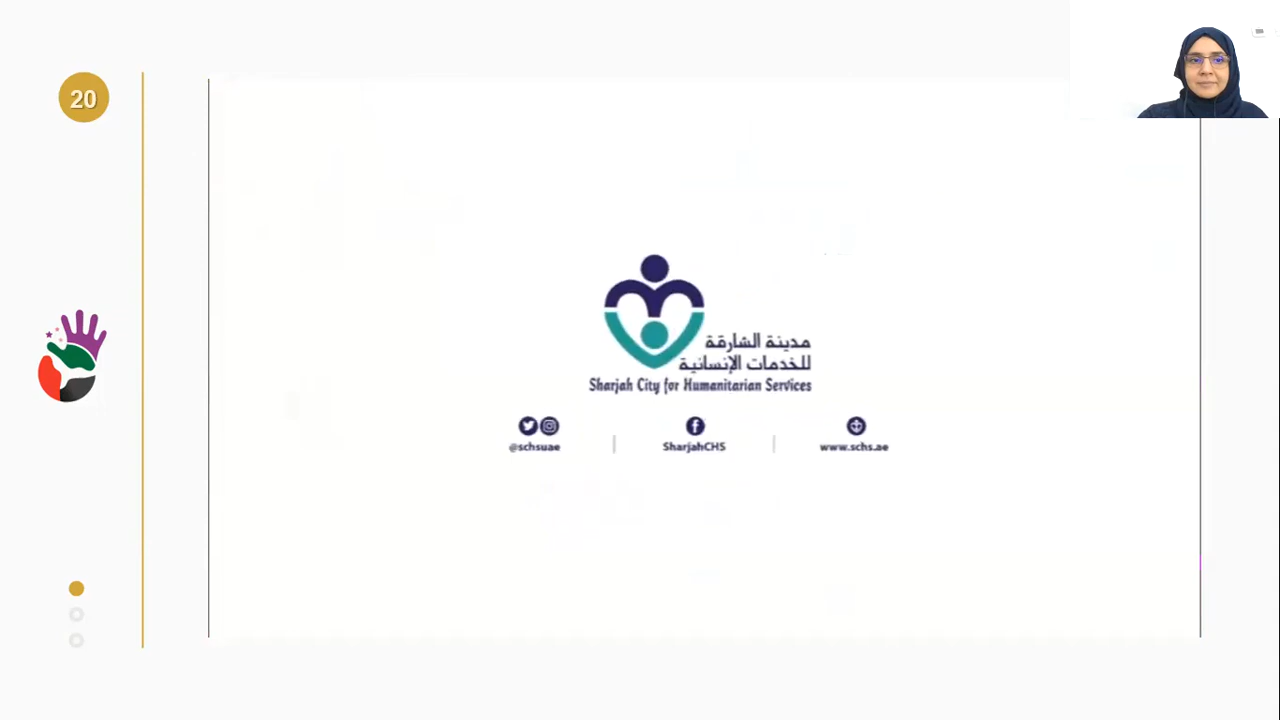 20
مدينة الشارقة
للخدمات الإنسانية
Sharjah City for Humanitarian Services
@schsuae
SharjahCHS
www.schs.ae